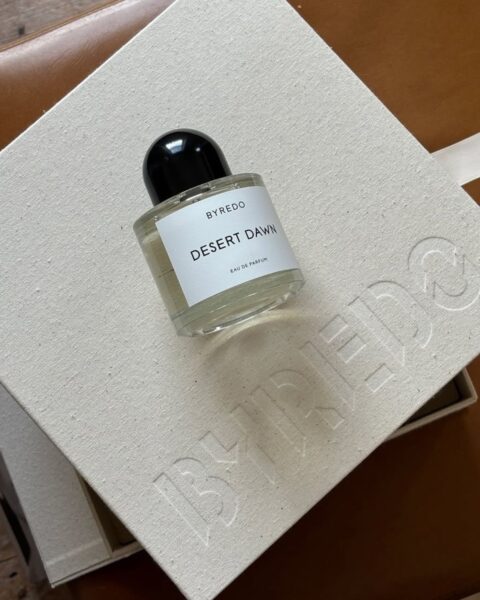 BYREDO
DESERT DAWN
EAU DE PARFUM
BYREDO